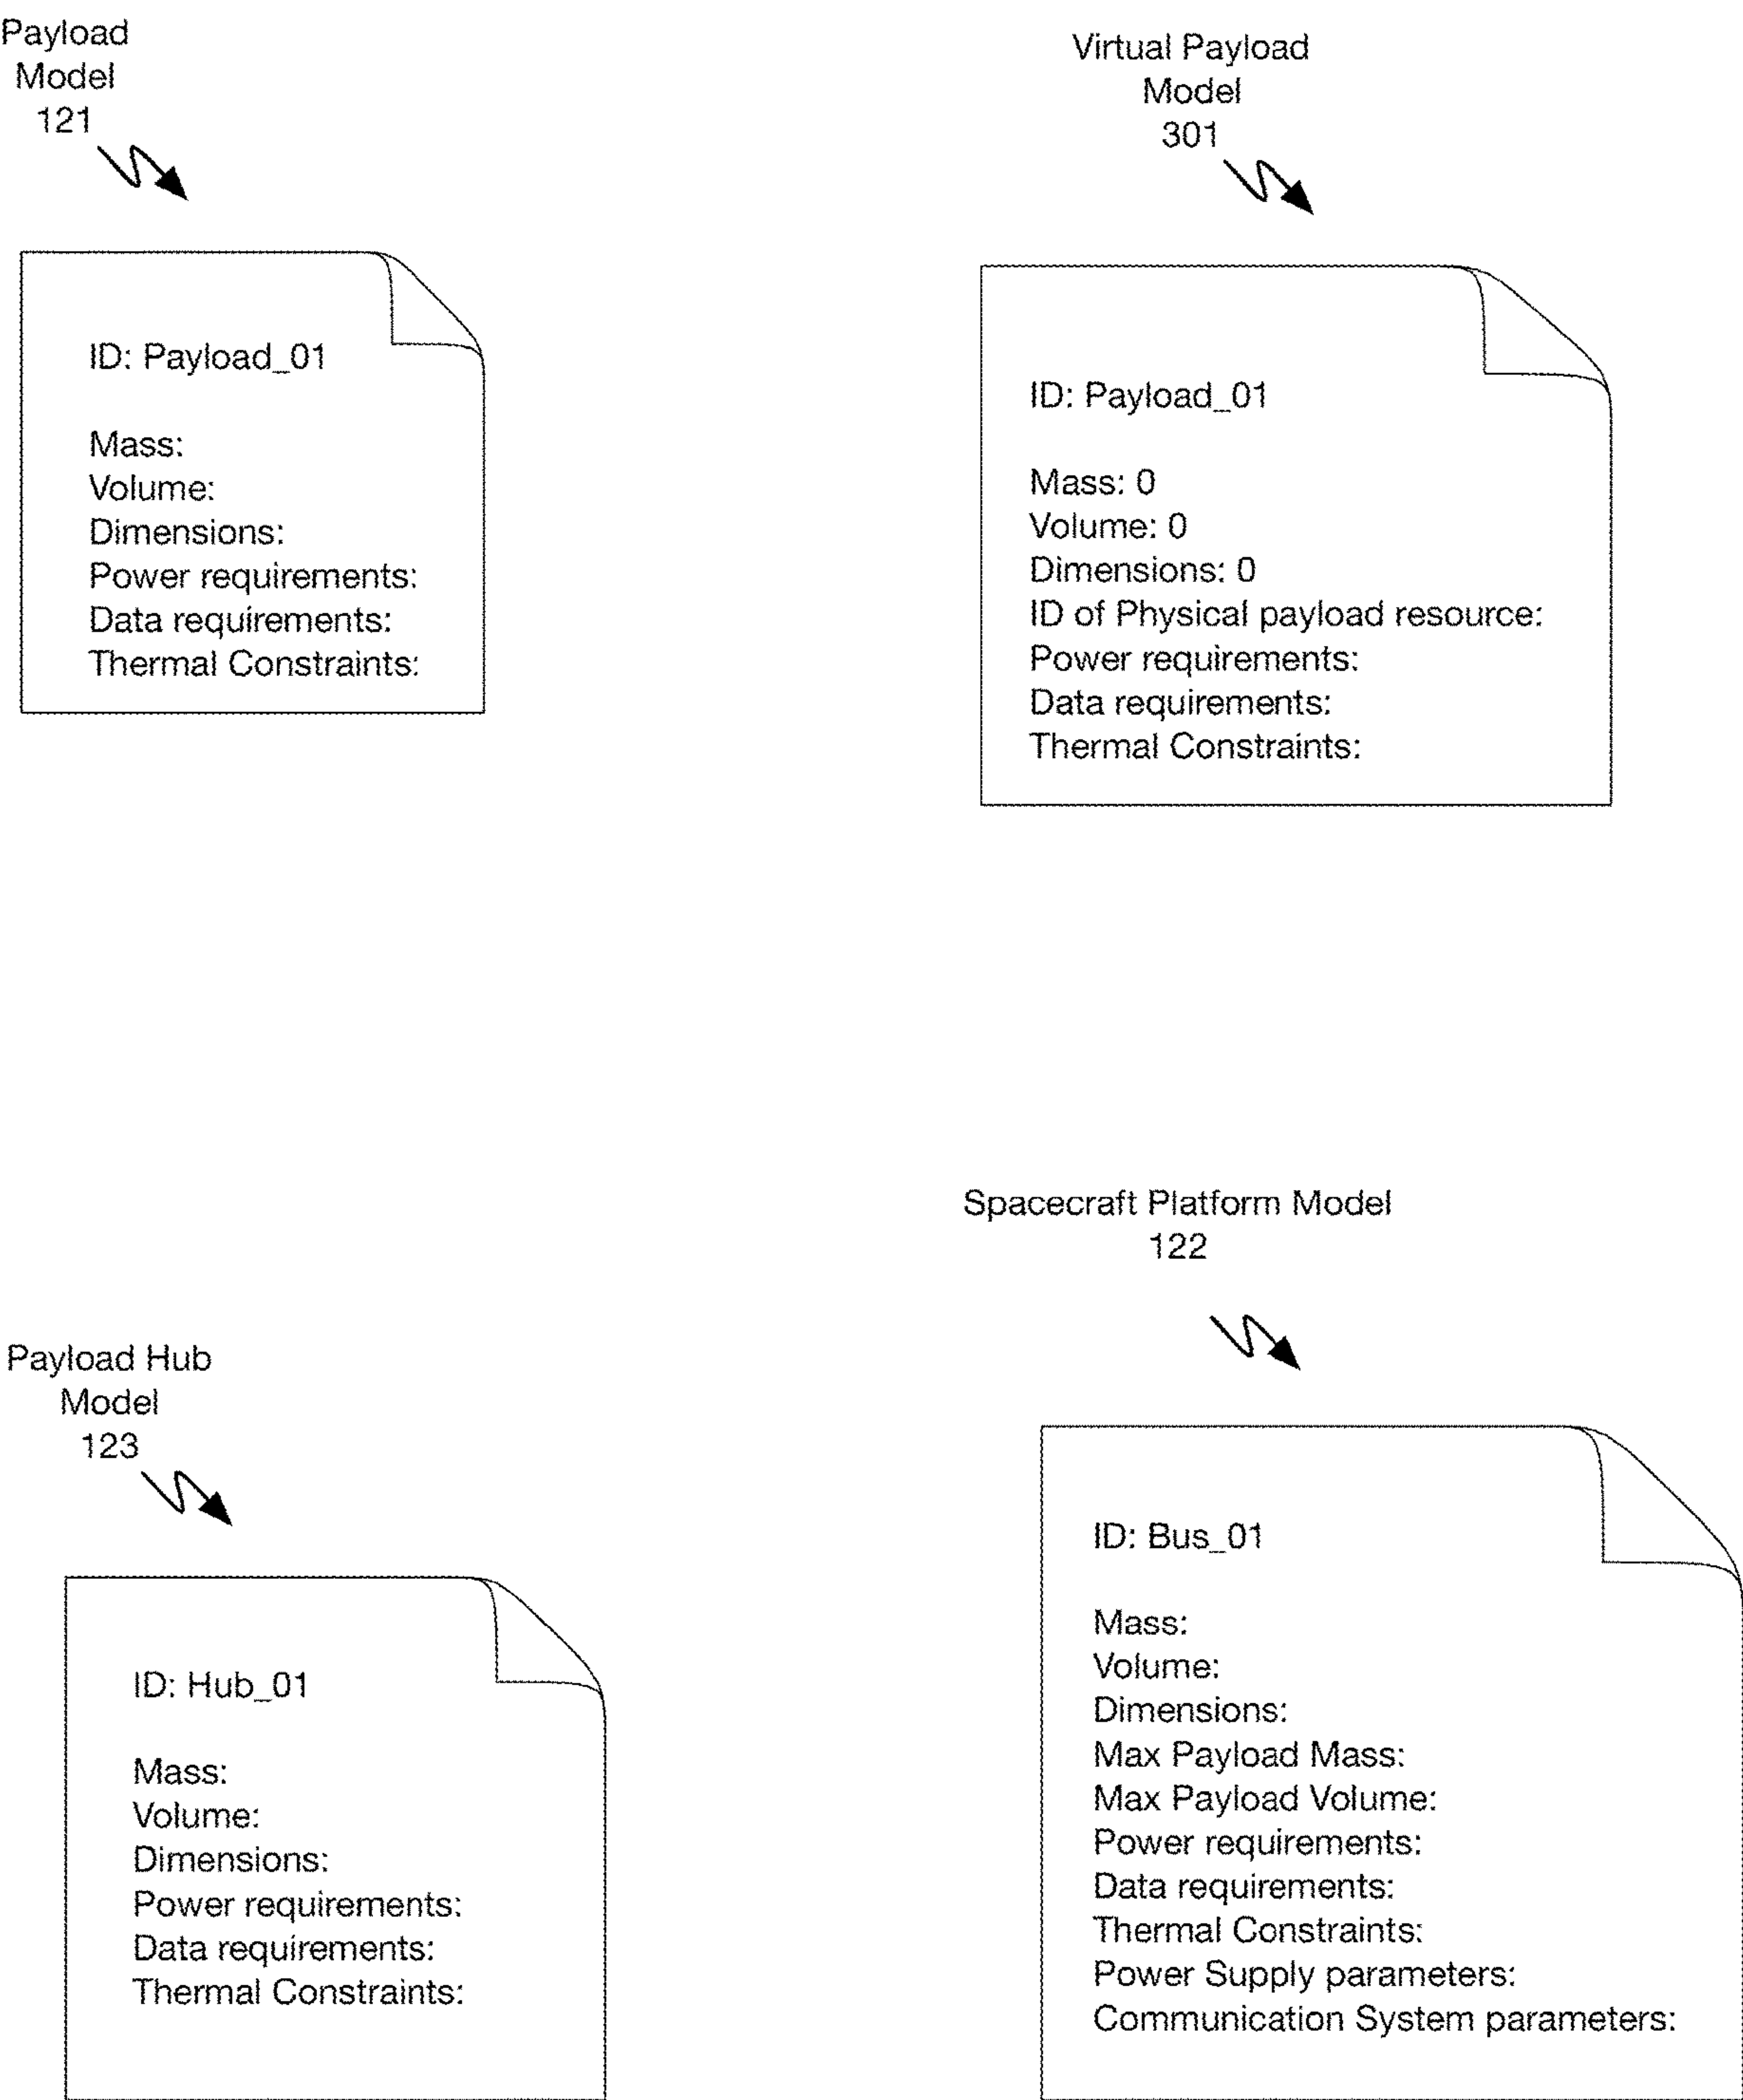 Payload
Model
121
ID: Payload_01
Mass:
Volume:
Dimensions:
Power requirements:
Data requirements:
Thermal Constraints:
Virtual Payload
Model
301
ID: Payload_01
Mass: 0
Volume: 0
Dimensions: 0
ID of Physical payload resource:
Power requirements:
Data requirements:
Thermal Constraints:
Payload Hub
Model
123
ID: Hub_01
Mass:
Volume:
Dimensions:
Power requirements:
Data requirements:
Thermal Constraints:
Spacecraft Platform Model
122
ID: Bus_01
Mass:
Volume:
Dimensions:
Max Payload Mass:
Max Payload Volume:
Power requirements:
Data requirements:
Thermal Constraints:
Power Supply parameters:
Communication System parameters: